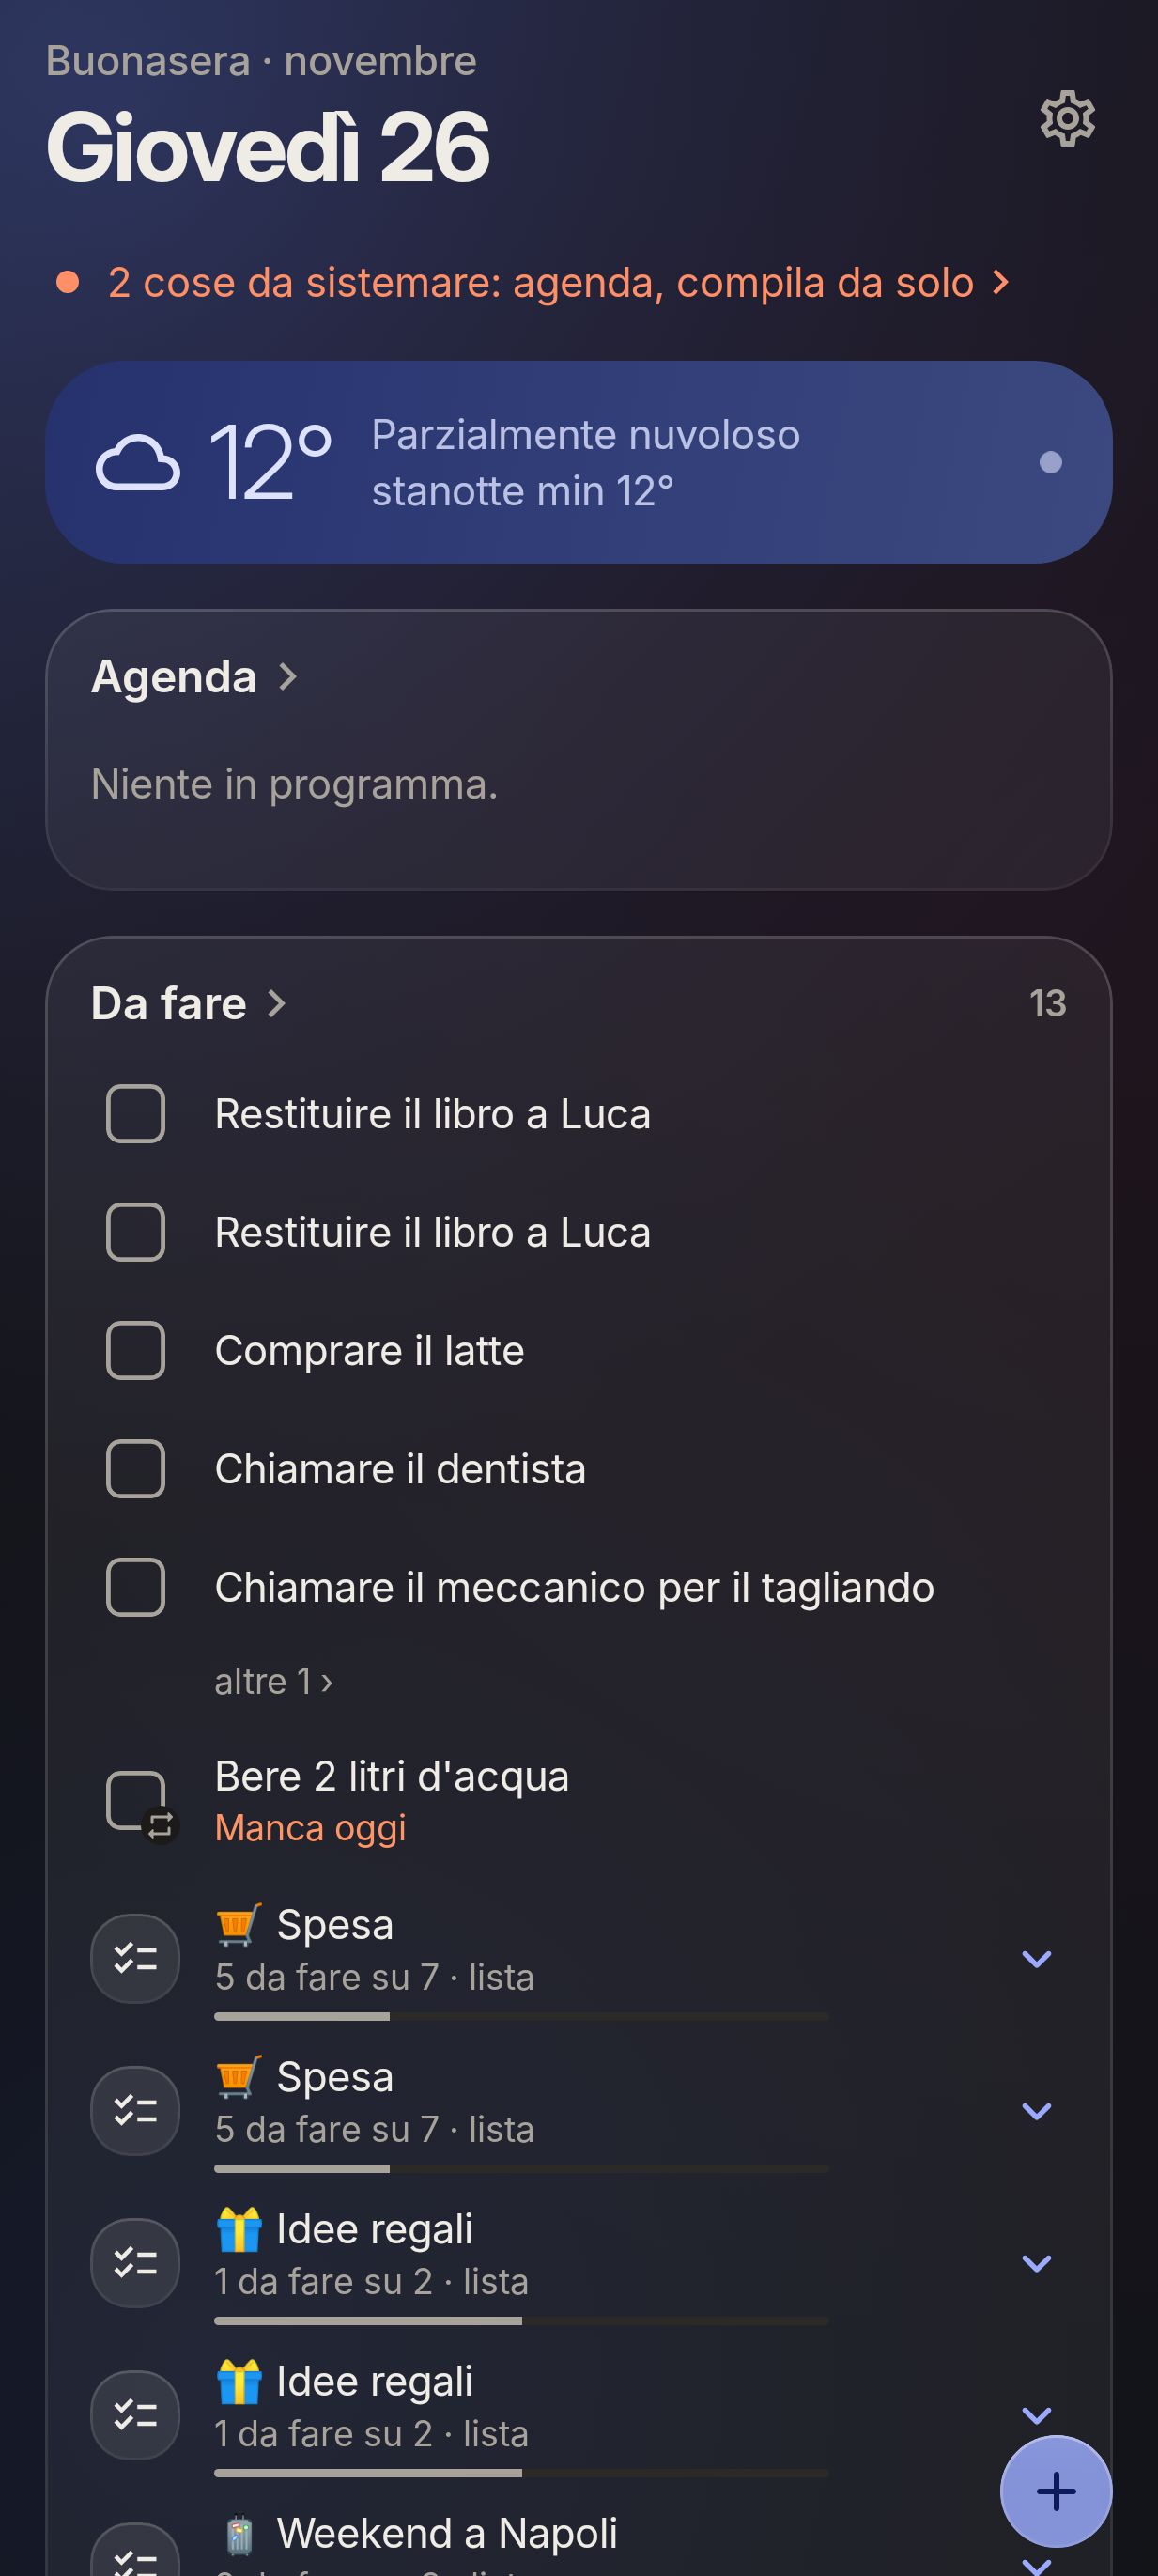 Buonasera · novembre
Giovedì 26
2 cose da sistemare: agenda, compila da solo
12°
Parzialmente nuvoloso
stanotte min 12°
Agenda
Niente in programma.
Da fare
13
Restituire il libro a Luca
Restituire il libro a Luca
Comprare il latte
Chiamare il dentista
Chiamare il meccanico per il tagliando
altre 1 ›
Bere 2 litri d'acqua
Manca oggi
Spesa
5 da fare su 7 · lista
Spesa
5 da fare su 7 · lista
Idee regali
1 da fare su 2 · lista
Idee regali
1 da fare su 2 · lista
Weekend a Napoli